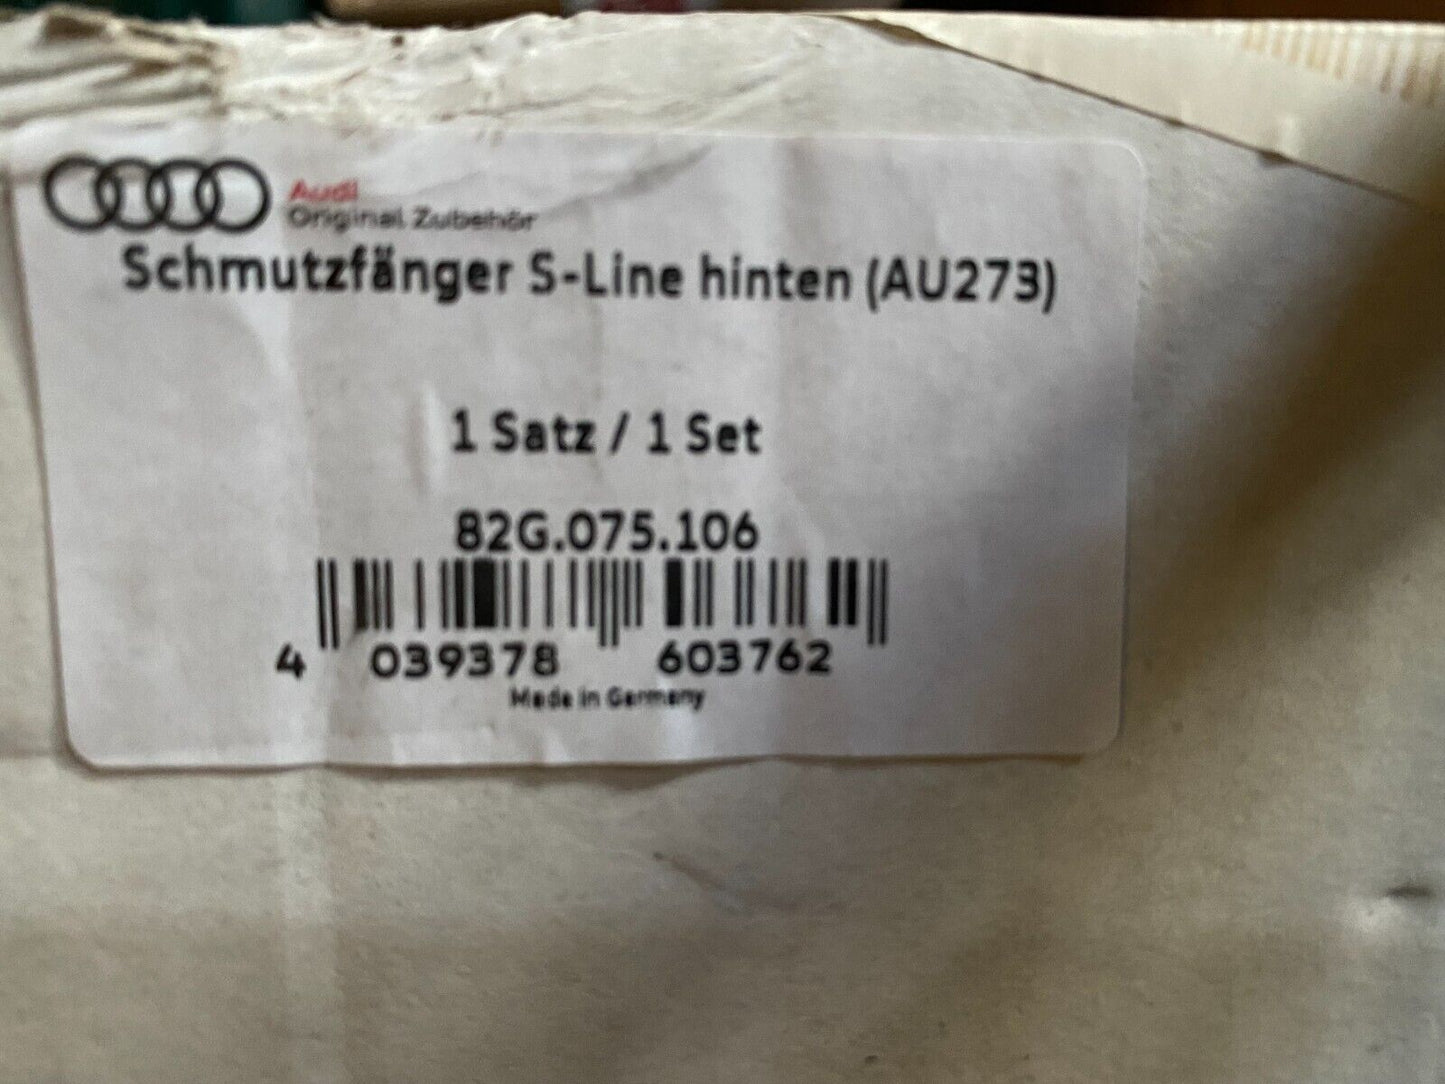 Audi
Original Zubehör
Schmutzfänger S-Line hinten (AU273)
1 Satz / 1 Set
82G.075.106
4 039378 603762
Made in Germany